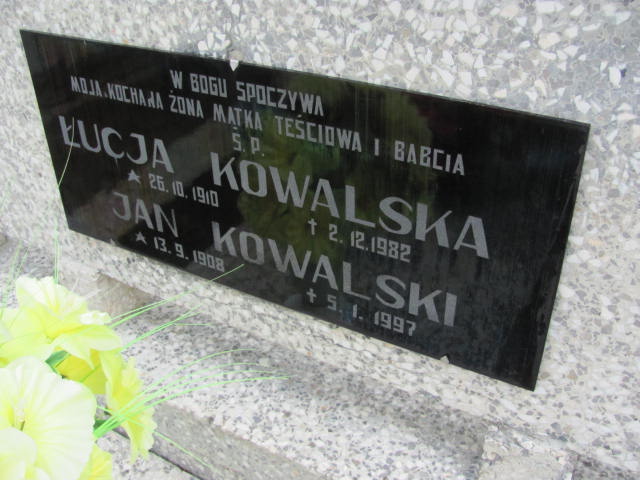 W BOGU SPOCZYWA
MOJA KOCHANA ŻONA MATKA TEŚCIOWA I BABCIA
Ś.P.
ŁUCJA KOWALSKA
★ 26.10.1910 † 2.12.1982
JAN KOWALSKI
★ 13.9.1908 † 5.1.1997